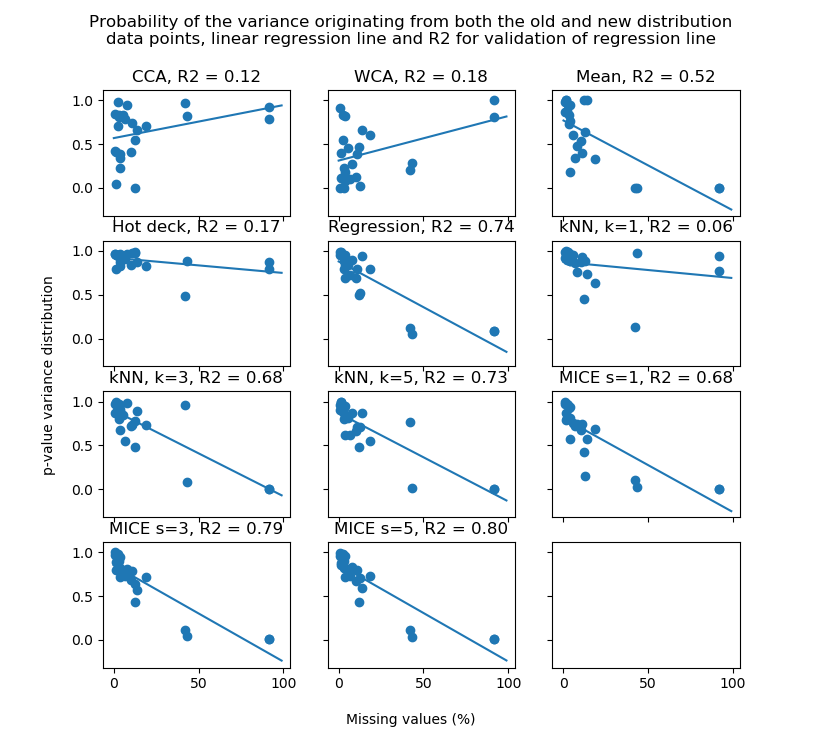 Probability of the variance originating from both the old and new distribution
data points, linear regression line and R2 for validation of regression line
CCA, R2 = 0.12
WCA, R2 = 0.18
Mean, R2 = 0.52
1.0
0.5
0.0
Hot deck, R2 = 0.17
Regression, R2 = 0.74
kNN, k=1, R2 = 0.06
1.0
0.5
0.0
kNN, k=3, R2 = 0.68
kNN, k=5, R2 = 0.73
MICE s=1, R2 = 0.68
1.0
0.5
0.0
MICE s=3, R2 = 0.79
MICE s=5, R2 = 0.80
1.0
0.5
0.0
0 50 100
0 50 100
0 50 100
p-value variance distribution
Missing values (%)